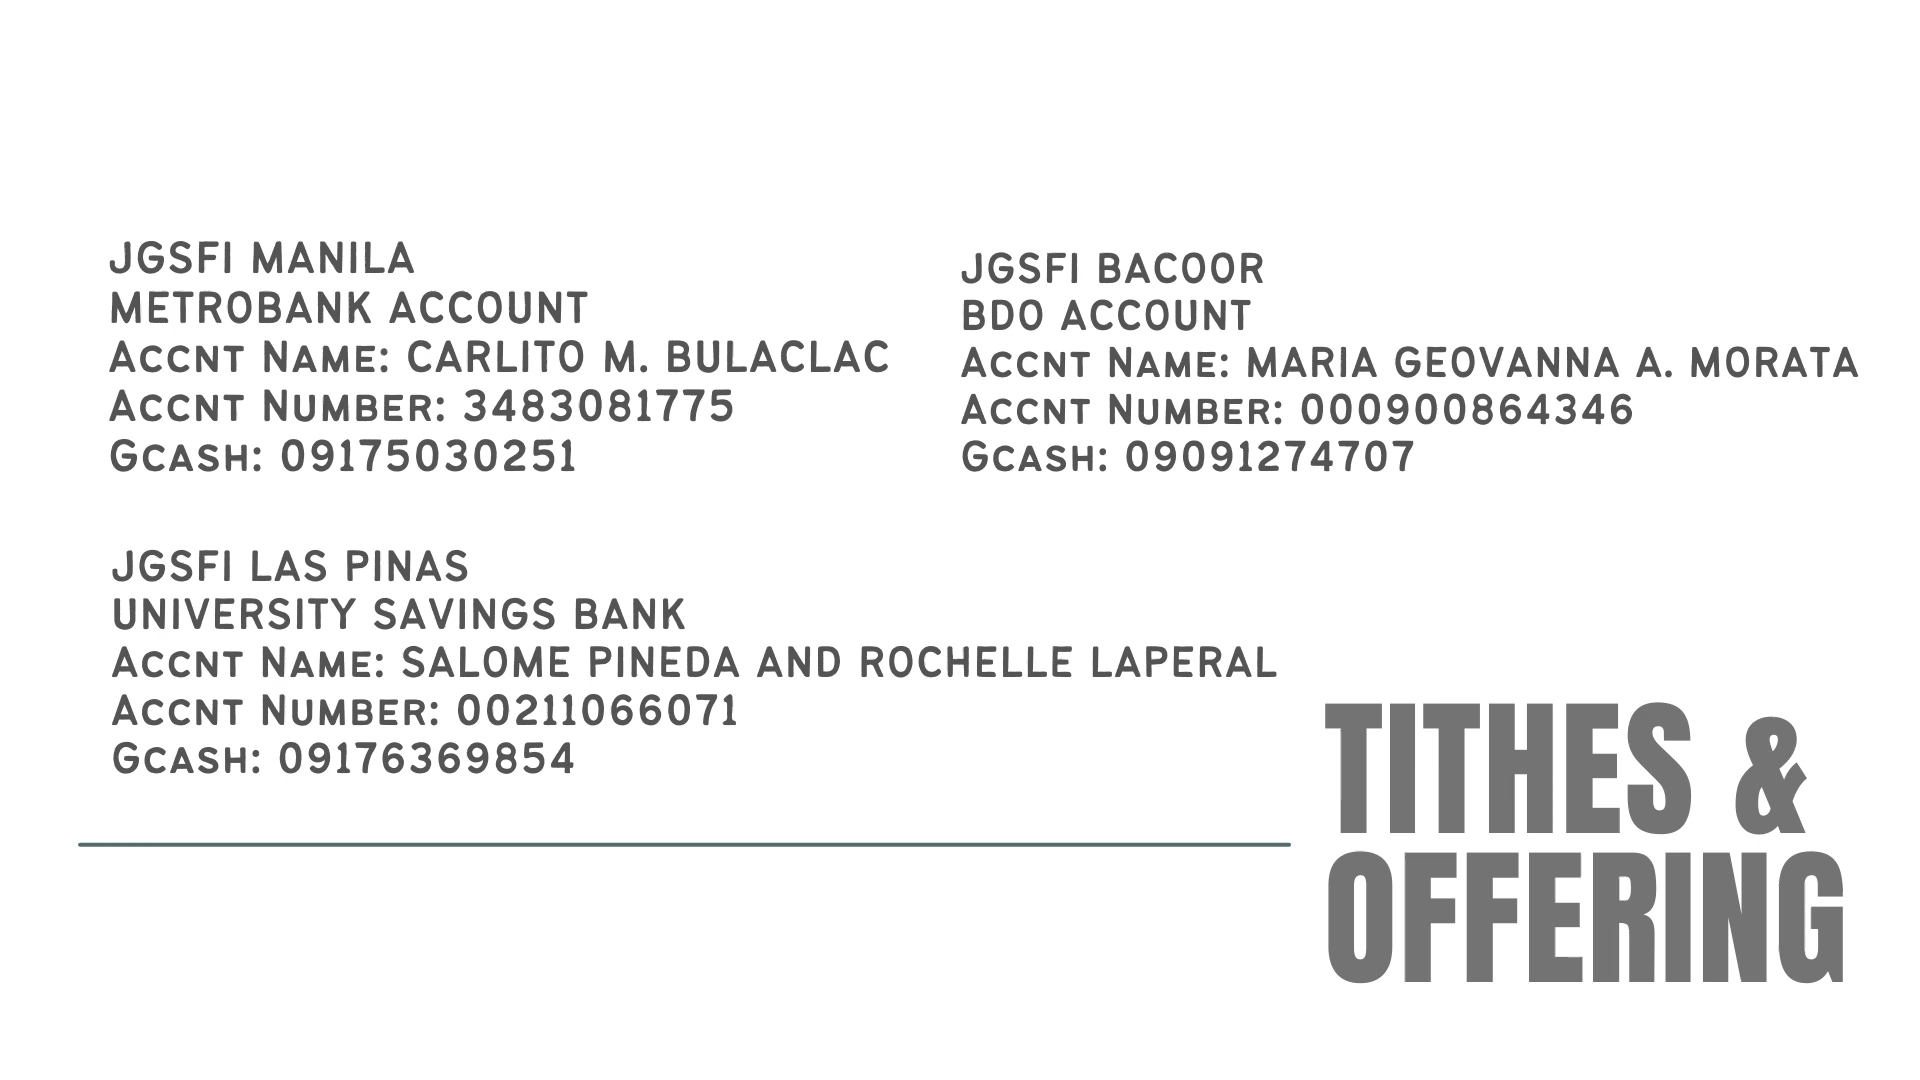 JGSFI MANILA
METROBANK ACCOUNT
Accnt Name: CARLITO M. BULACLAC
Accnt Number: 3483081775
Gcash: 09175030251
JGSFI BACOOR
BDO ACCOUNT
Accnt Name: MARIA GEOVANNA A. MORATA
Accnt Number: 000900864346
Gcash: 09091274707
JGSFI LAS PINAS
UNIVERSITY SAVINGS BANK
Accnt Name: SALOME PINEDA AND ROCHELLE LAPERAL
Accnt Number: 00211066071
Gcash: 09176369854
TITHES &
OFFERING